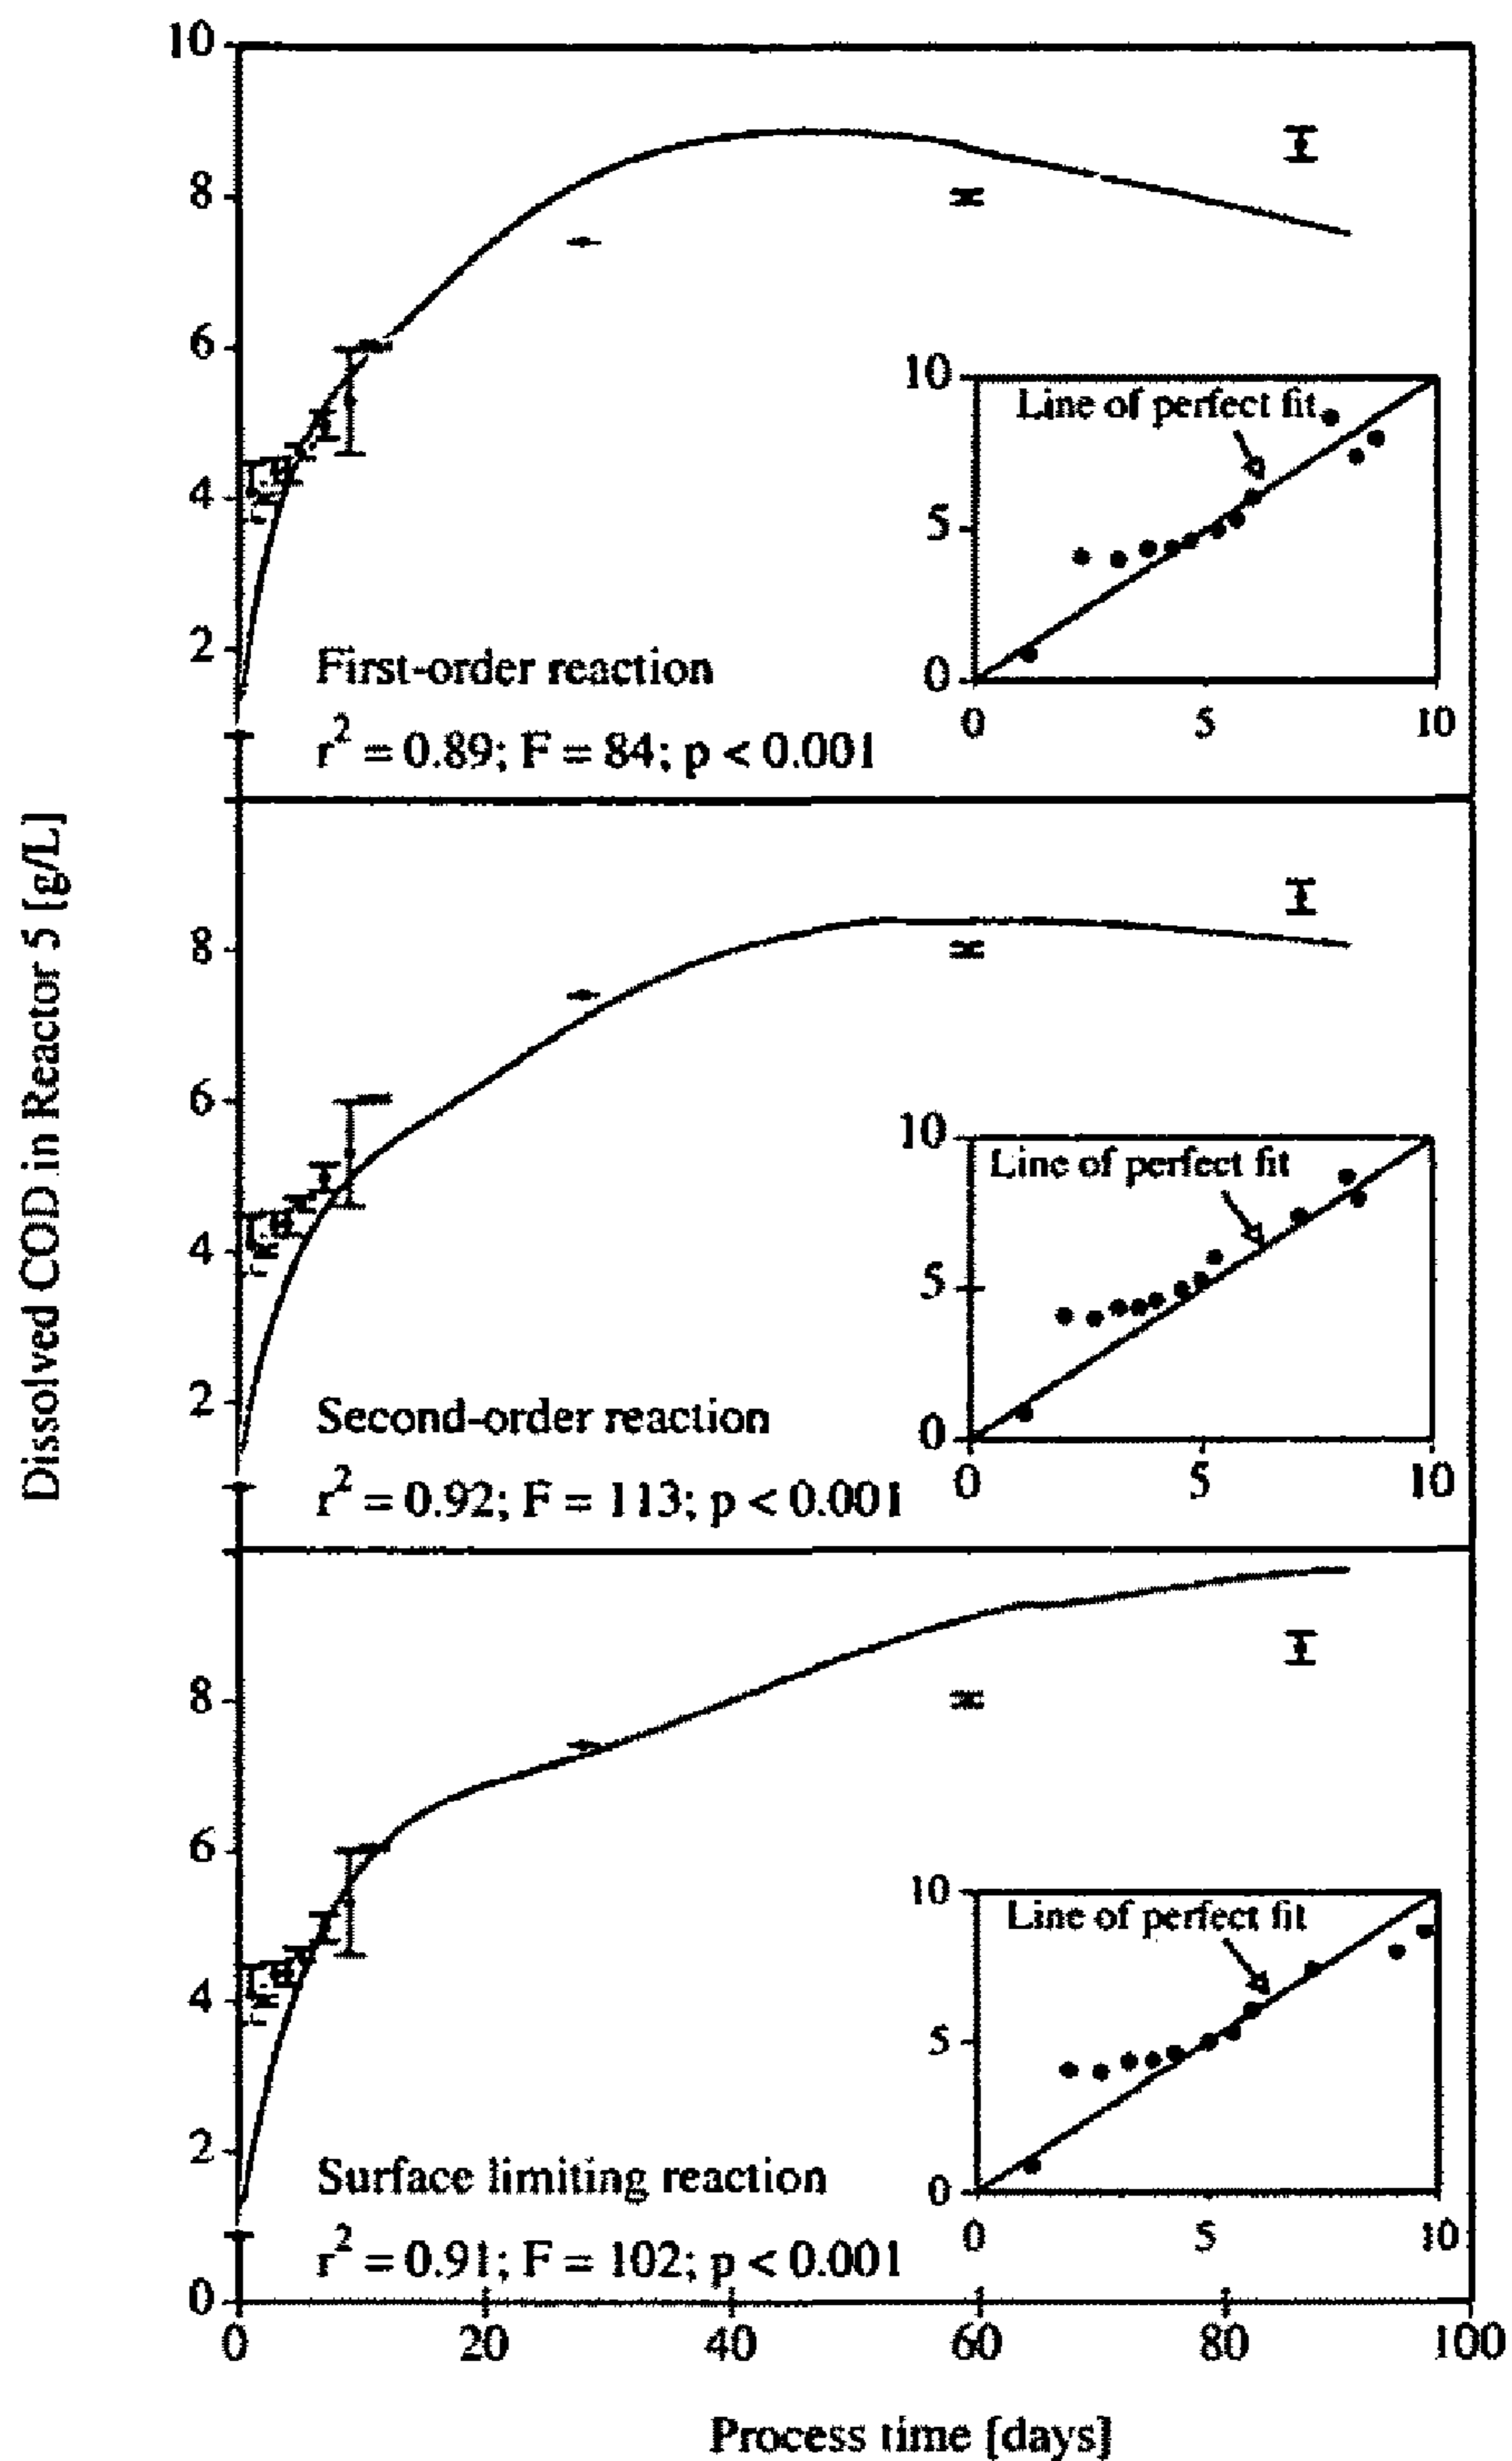 Dissolved COD in Reactor 5 [g/L]
10
8
6
4
2
First-order reaction
r² = 0.89; F = 84; p < 0.001
10
5
0
Line of perfect fit
0 5 10
8
6
4
2
Second-order reaction
r² = 0.92; F = 113; p < 0.001
10
5
0
Line of perfect fit
0 5 10
8
6
4
2
0
Surface limiting reaction
r² = 0.91; F = 102; p < 0.001
10
5
0
Line of perfect fit
0 5 10
0 20 40 60 80 100
Process time [days]